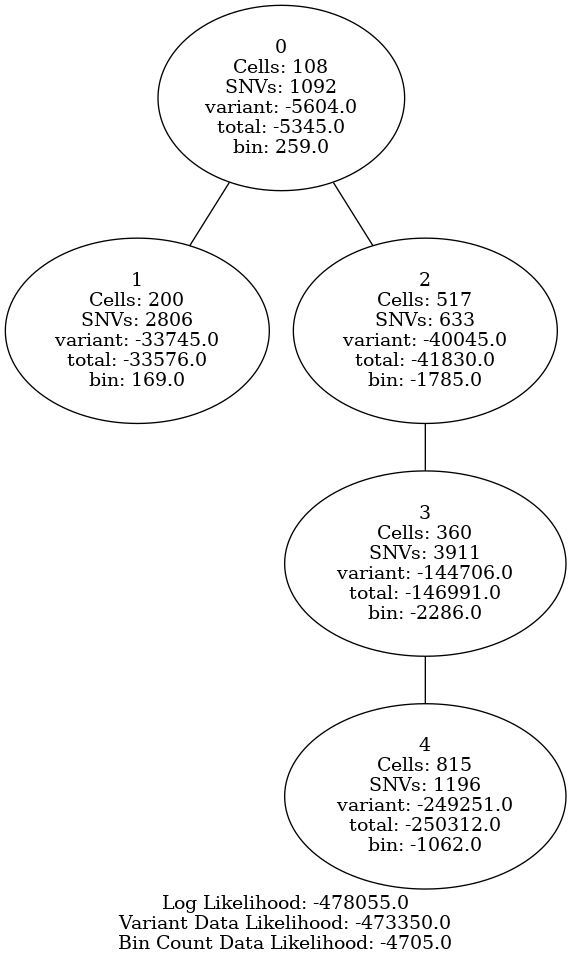 0
Cells: 108
SNVs: 1092
variant: -5604.0
total: -5345.0
bin: 259.0
1
Cells: 200
SNVs: 2806
variant: -33745.0
total: -33576.0
bin: 169.0
2
Cells: 517
SNVs: 633
variant: -40045.0
total: -41830.0
bin: -1785.0
3
Cells: 360
SNVs: 3911
variant: -144706.0
total: -146991.0
bin: -2286.0
4
Cells: 815
SNVs: 1196
variant: -249251.0
total: -250312.0
bin: -1062.0
Log Likelihood: -478055.0
Variant Data Likelihood: -473350.0
Bin Count Data Likelihood: -4705.0